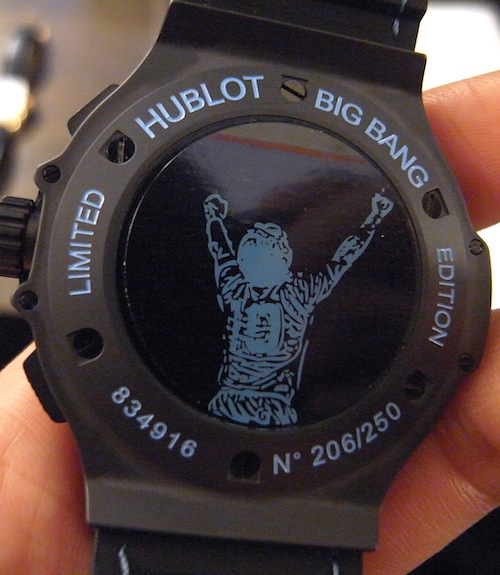 LIMITED
HUBLOT
BIG BANG
EDITION
834916
N° 206/250